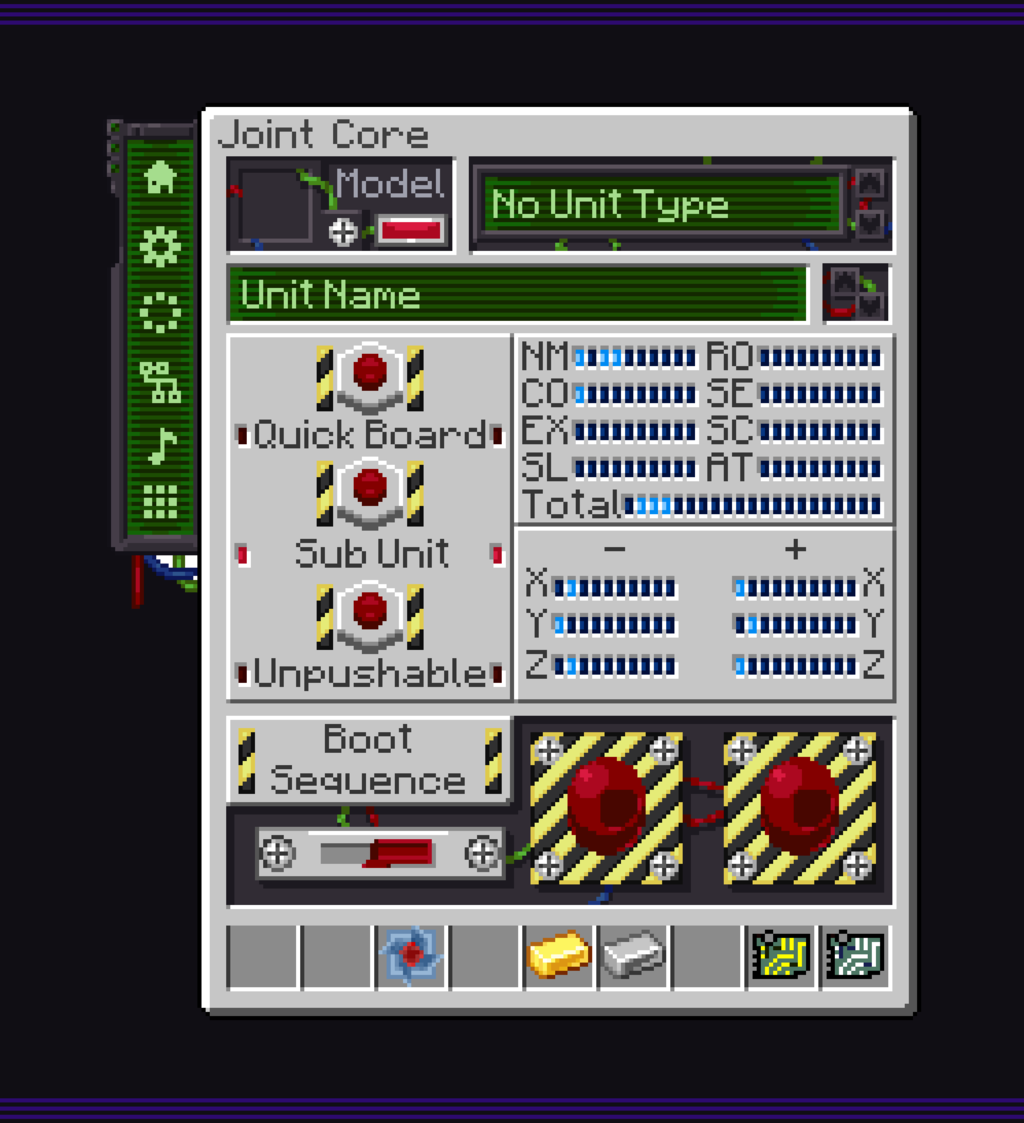 Joint Core
Model
No Unit Type
Unit Name
Quick Board
Sub Unit
Unpushable
NM RO
CO SE
EX SC
SL AT
Total
- +
X X
Y Y
Z Z
Boot
Sequence